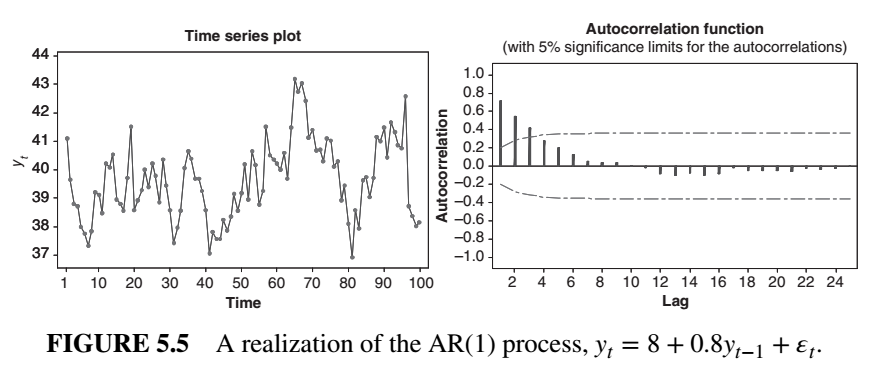 Time series plot
44
43
42
41
40
39
38
37
y_t
1 10 20 30 40 50 60 70 80 90 100
Time
Autocorrelation function
(with 5% significance limits for the autocorrelations)
1.0
0.8
0.6
0.4
0.2
0.0
−0.2
−0.4
−0.6
−0.8
−1.0
Autocorrelation
2 4 6 8 10 12 14 16 18 20 22 24
Lag
FIGURE 5.5 A realization of the AR(1) process, y_t = 8 + 0.8y_{t−1} + ε_t.